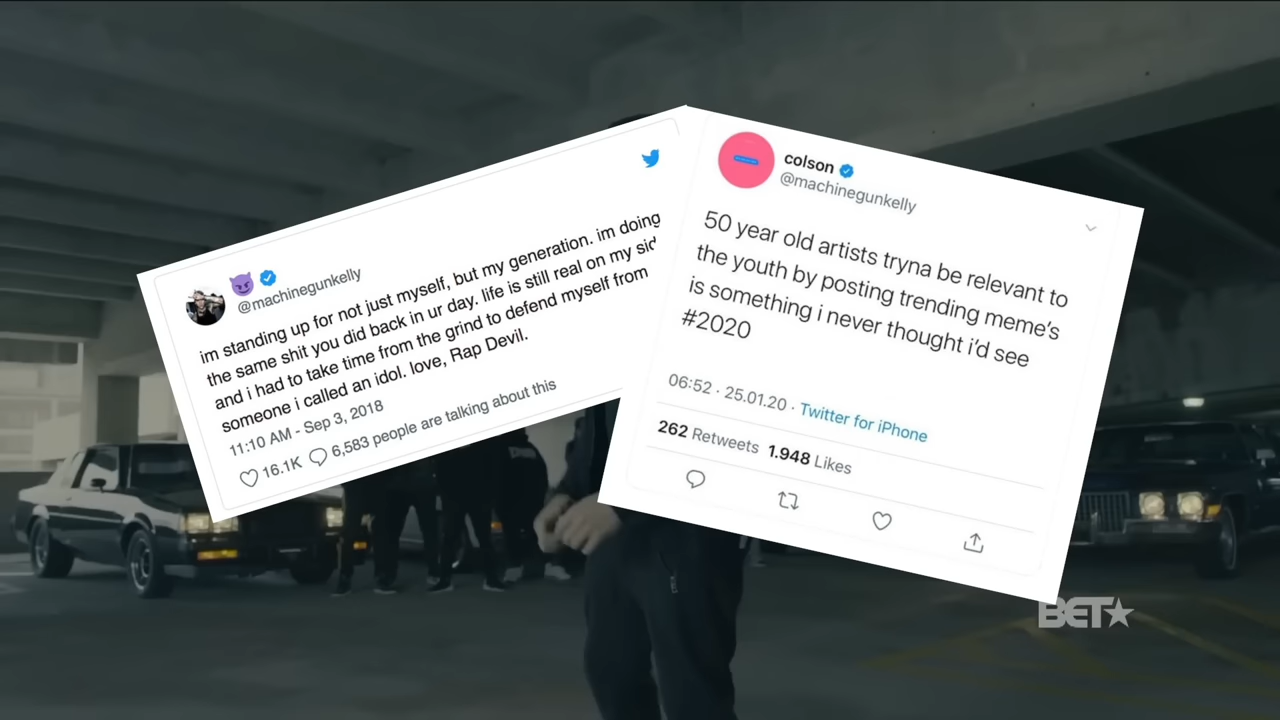 @machinegunkelly
im standing up for not just myself, but my generation. im doing
the same shit you did back in ur day. life is still real on my sid
and i had to take time from the grind to defend myself from
someone i called an idol. love, Rap Devil.
11:10 AM - Sep 3, 2018
16.1K 6,583 people are talking about this
colson
@machinegunkelly
50 year old artists tryna be relevant to
the youth by posting trending meme's
is something i never thought i'd see
#2020
06:52 · 25.01.20 · Twitter for iPhone
262 Retweets 1.948 Likes
BET